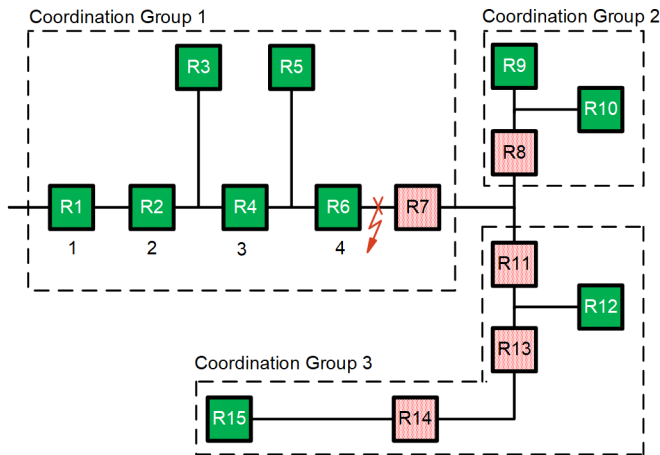 Coordination Group 1
Coordination Group 2
R3
R5
R9
R10
R8
R1
R2
R4
R6
R7
1
2
3
4
R11
R12
R13
Coordination Group 3
R15
R14